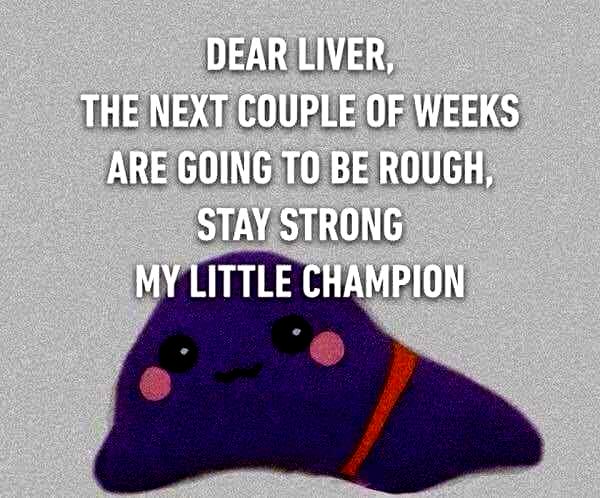 DEAR LIVER,
THE NEXT COUPLE OF WEEKS
ARE GOING TO BE ROUGH,
STAY STRONG
MY LITTLE CHAMPION